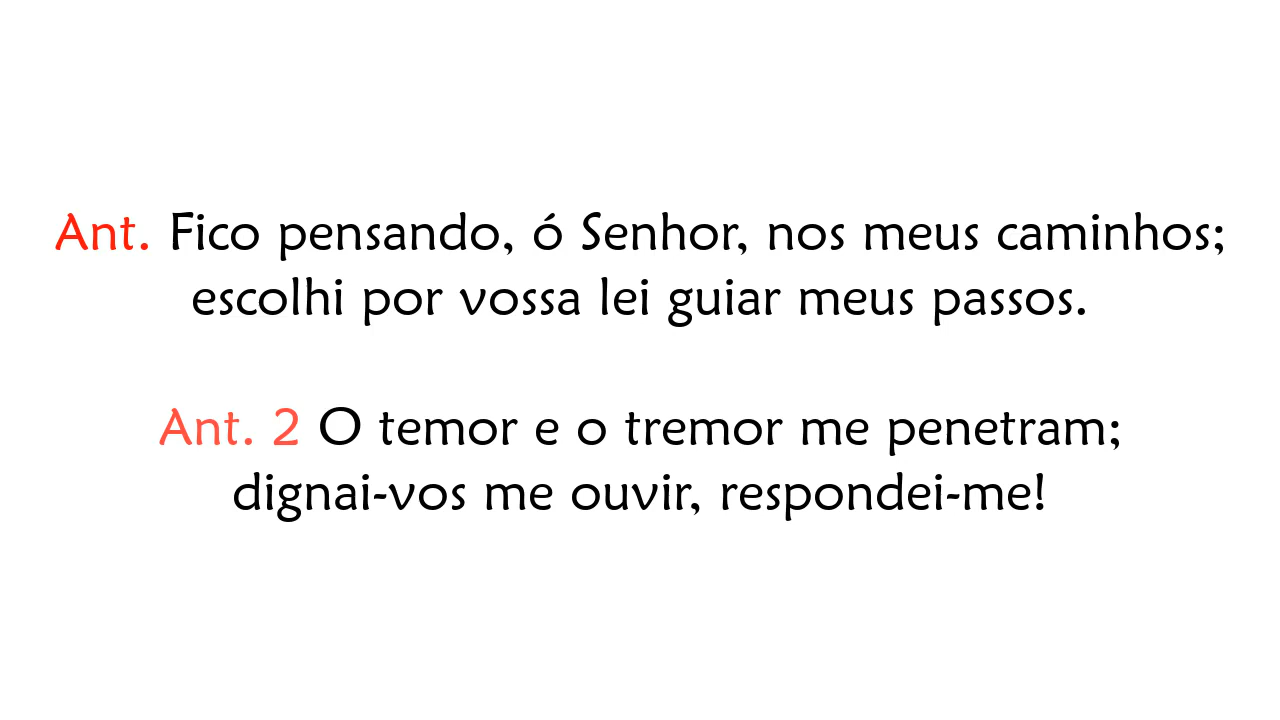 Ant. Fico pensando, ó Senhor, nos meus caminhos;
escolhi por vossa lei guiar meus passos.
Ant. 2 O temor e o tremor me penetram;
dignai-vos me ouvir, respondei-me!